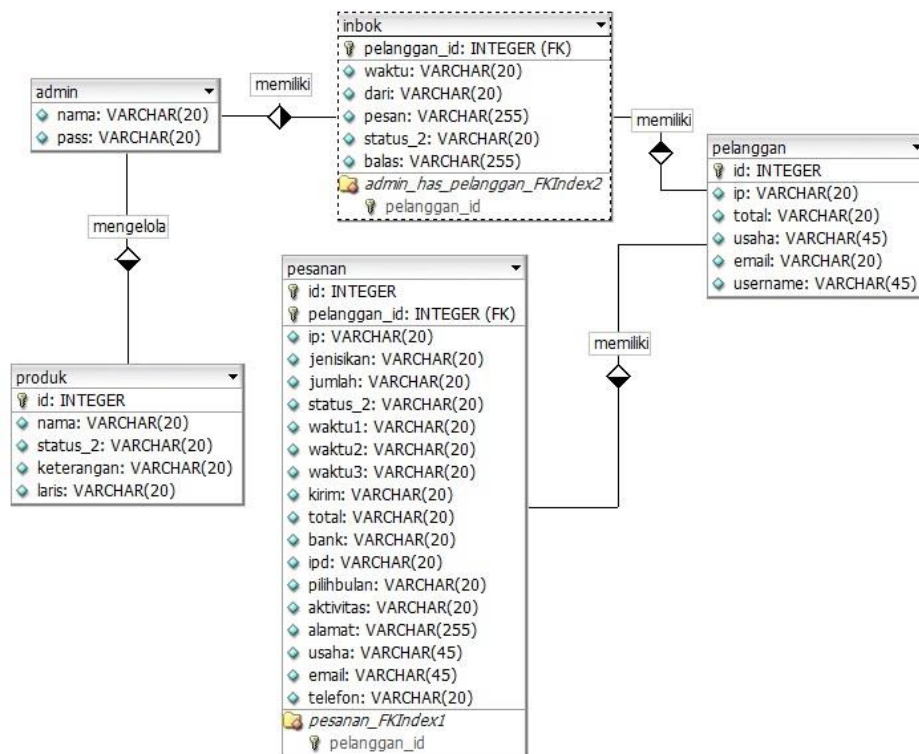 admin
nama: VARCHAR(20)
pass: VARCHAR(20)
memiliki
inbok
pelanggan_id: INTEGER (FK)
waktu: VARCHAR(20)
dari: VARCHAR(20)
pesan: VARCHAR(255)
status_2: VARCHAR(20)
balas: VARCHAR(255)
admin_has_pelanggan_FKIndex2
pelanggan_id
memiliki
pelanggan
id: INTEGER
ip: VARCHAR(20)
total: VARCHAR(20)
usaha: VARCHAR(45)
email: VARCHAR(20)
username: VARCHAR(45)
mengelola
produk
id: INTEGER
nama: VARCHAR(20)
status_2: VARCHAR(20)
keterangan: VARCHAR(20)
laris: VARCHAR(20)
pesanan
id: INTEGER
pelanggan_id: INTEGER (FK)
ip: VARCHAR(20)
jenisikan: VARCHAR(20)
jumlah: VARCHAR(20)
status_2: VARCHAR(20)
waktu1: VARCHAR(20)
waktu2: VARCHAR(20)
waktu3: VARCHAR(20)
kirim: VARCHAR(20)
total: VARCHAR(20)
bank: VARCHAR(20)
ipd: VARCHAR(20)
pilihbulan: VARCHAR(20)
aktivitas: VARCHAR(20)
alamat: VARCHAR(255)
usaha: VARCHAR(45)
email: VARCHAR(45)
telefon: VARCHAR(20)
pesanan_FKIndex1
pelanggan_id
memiliki